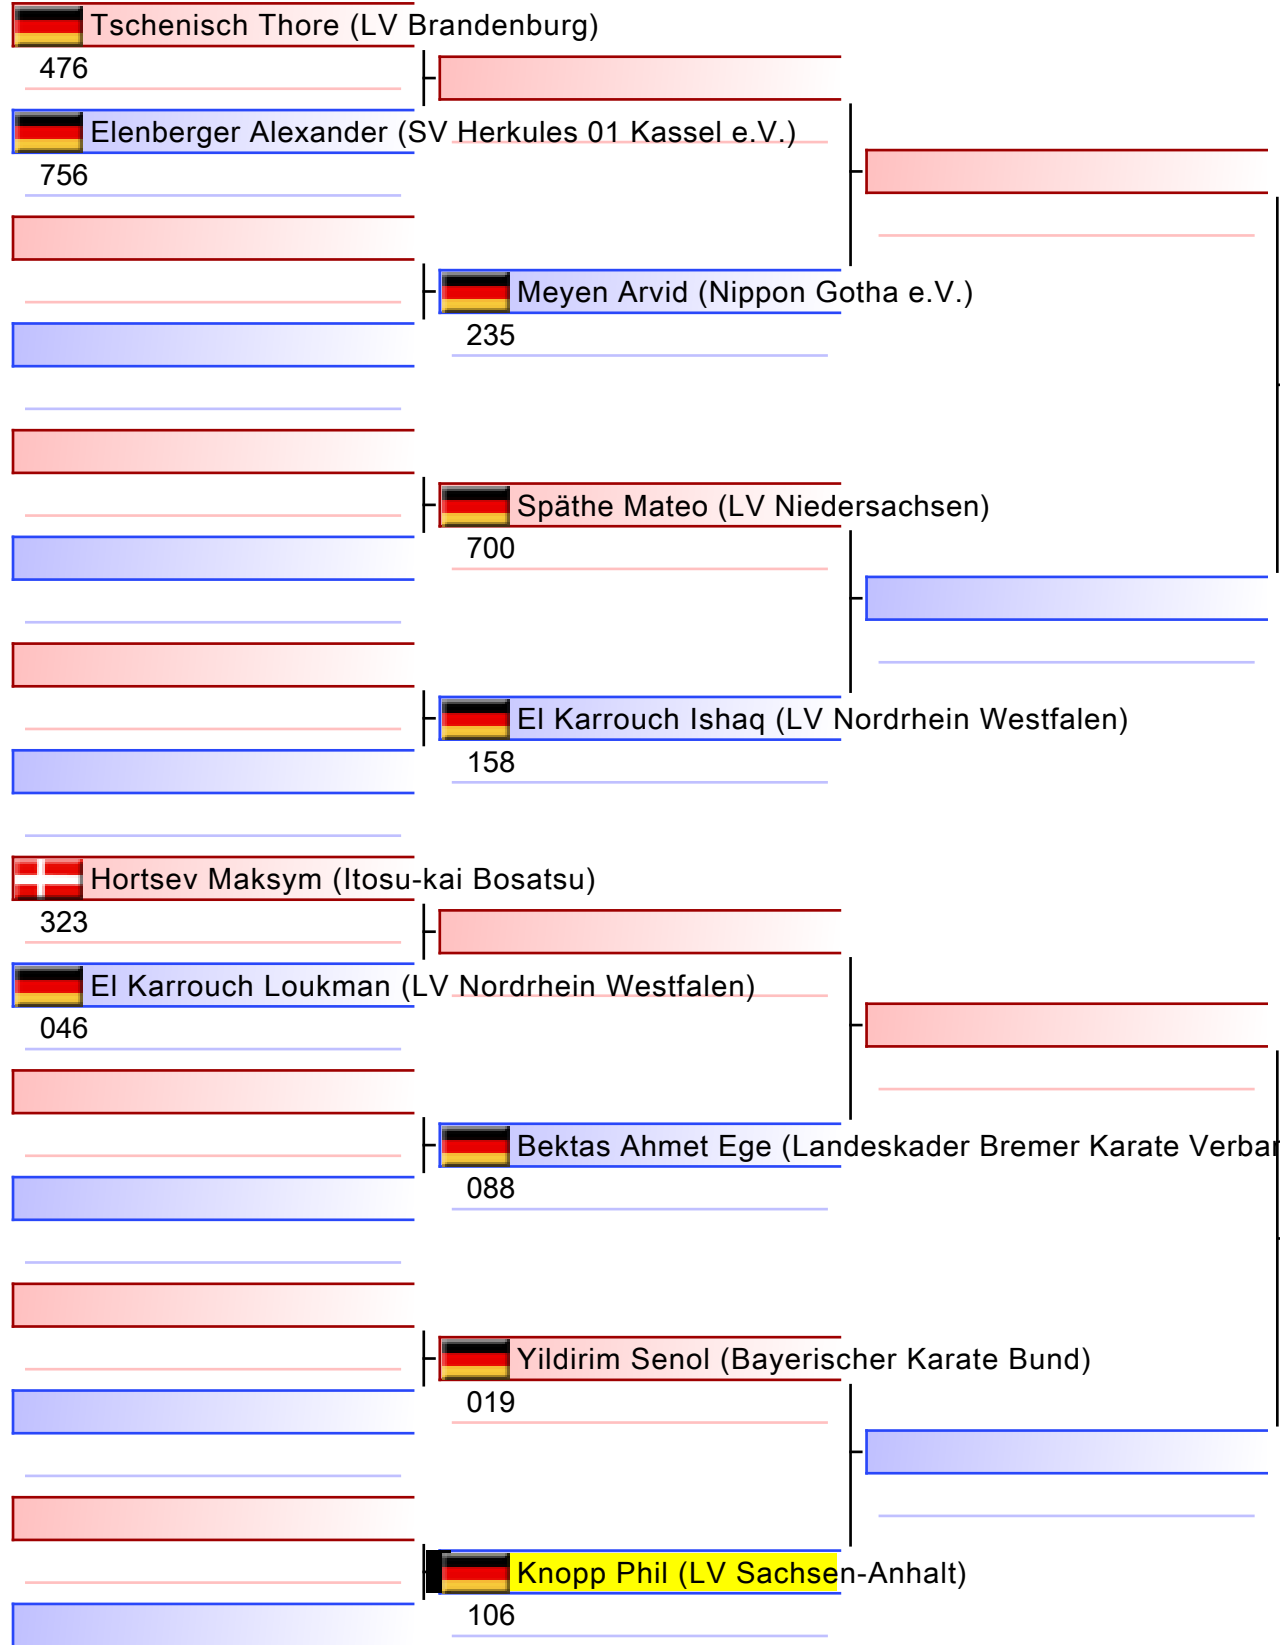 Tschenisch Thore (LV Brandenburg)
476
Elenberger Alexander (SV Herkules 01 Kassel e.V.)
756
Meyen Arvid (Nippon Gotha e.V.)
235
Späthe Mateo (LV Niedersachsen)
700
El Karrouch Ishaq (LV Nordrhein Westfalen)
158
Hortsev Maksym (Itosu-kai Bosatsu)
323
El Karrouch Loukman (LV Nordrhein Westfalen)
046
Bektas Ahmet Ege (Landeskader Bremer Karate Verba
088
Yildirim Senol (Bayerischer Karate Bund)
019
Knopp Phil (LV Sachsen-Anhalt)
106